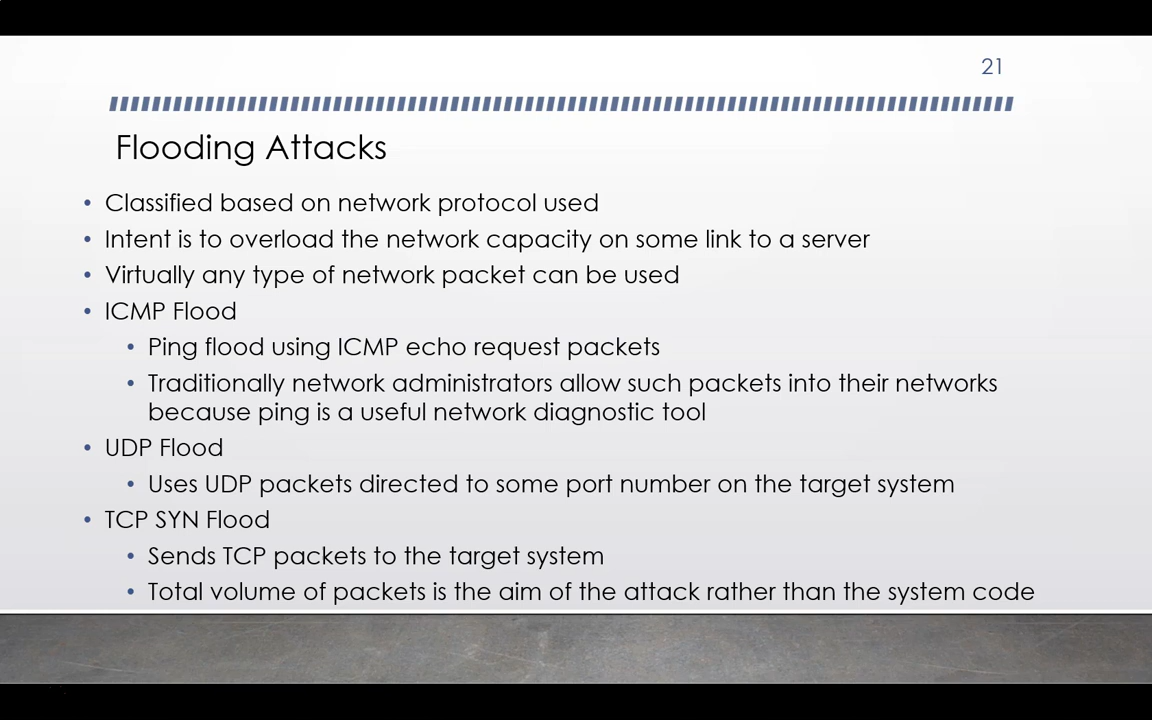 21
Flooding Attacks
• Classified based on network protocol used
• Intent is to overload the network capacity on some link to a server
• Virtually any type of network packet can be used
• ICMP Flood
• Ping flood using ICMP echo request packets
• Traditionally network administrators allow such packets into their networks
because ping is a useful network diagnostic tool
• UDP Flood
• Uses UDP packets directed to some port number on the target system
• TCP SYN Flood
• Sends TCP packets to the target system
• Total volume of packets is the aim of the attack rather than the system code